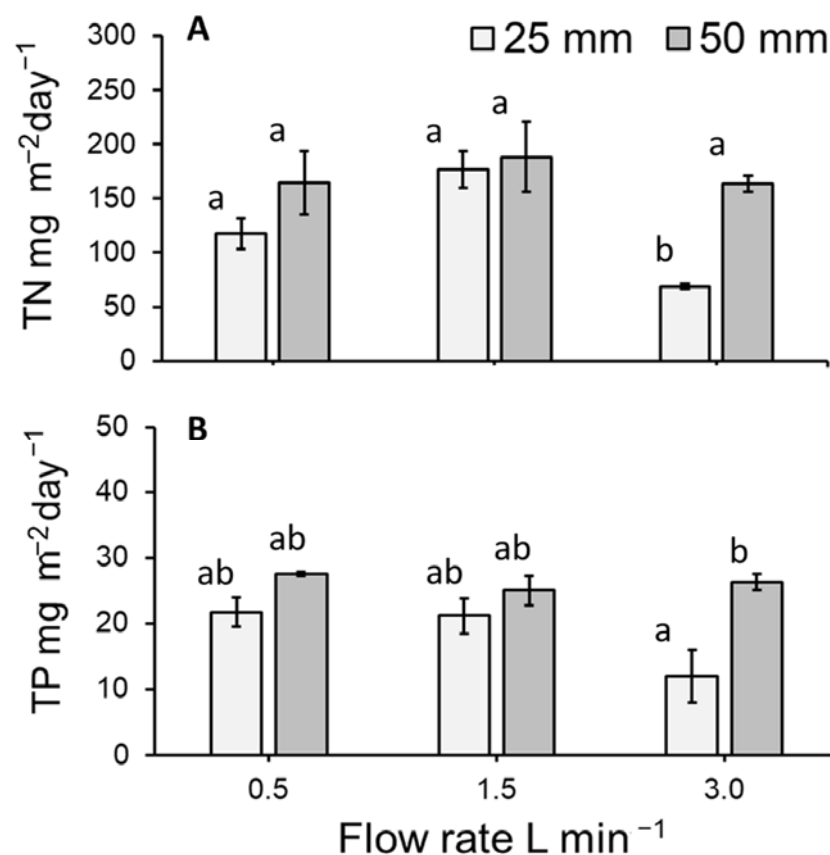 A
25 mm 50 mm
300
250
200
150
100
50
0
TN mg m⁻²day⁻¹
a a a a b a
B
50
40
30
20
10
0
TP mg m⁻²day⁻¹
ab ab ab ab a b
0.5 1.5 3.0
Flow rate L min⁻¹